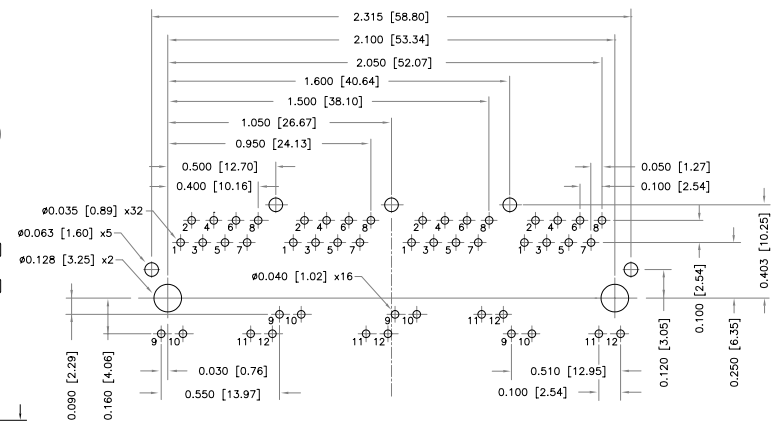 2.315 [58.80]
2.100 [53.34]
2.050 [52.07]
1.600 [40.64]
1.500 [38.10]
1.050 [26.67]
0.950 [24.13]
0.500 [12.70]
0.400 [10.16]
0.050 [1.27]
0.100 [2.54]
ø0.035 [0.89] x32
ø0.063 [1.60] x5
ø0.128 [3.25] x2
2 4 6 8 2 4 6 8 2 4 6 8 2 4 6 8
1 3 5 7 1 3 5 7 1 3 5 7 1 3 5 7
ø0.040 [1.02] x16
9 10 9 10 11 12
9 10 11 12 11 12 9 10 11 12
0.030 [0.76]
0.550 [13.97]
0.510 [12.95]
0.100 [2.54]
0.090 [2.29]
0.160 [4.06]
0.120 [3.05]
0.100 [2.54]
0.250 [6.35]
0.403 [10.25]